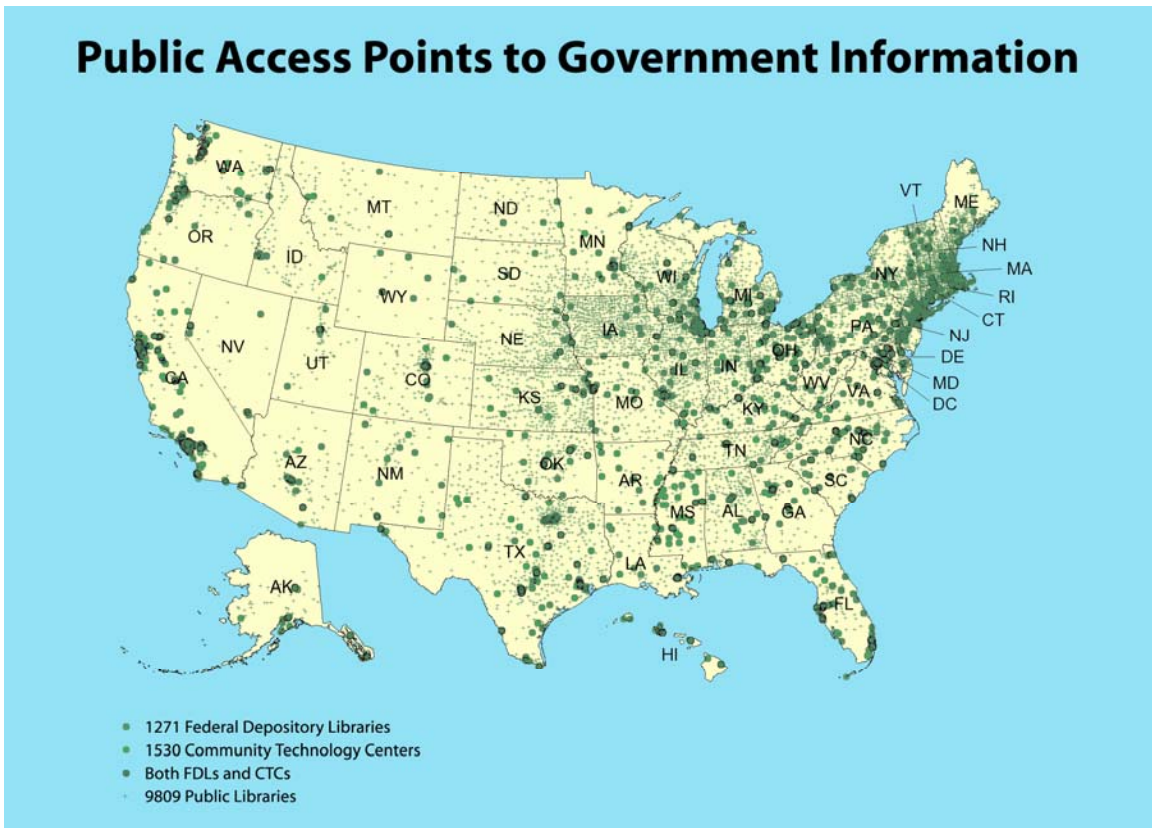 Public Access Points to Government Information
WA
MT
ND
MN
VT
ME
OR
ID
SD
WI
NH
MA
WY
MI
NY
RI
CT
NE
IA
PA
NJ
NV
UT
CO
IL
IN
OH
DE
CA
KS
MO
WV
VA
MD
DC
KY
AZ
NM
OK
AR
TN
NC
SC
MS
AL
GA
TX
LA
AK
FL
HI
1271 Federal Depository Libraries
1530 Community Technology Centers
Both FDLs and CTCs
9809 Public Libraries